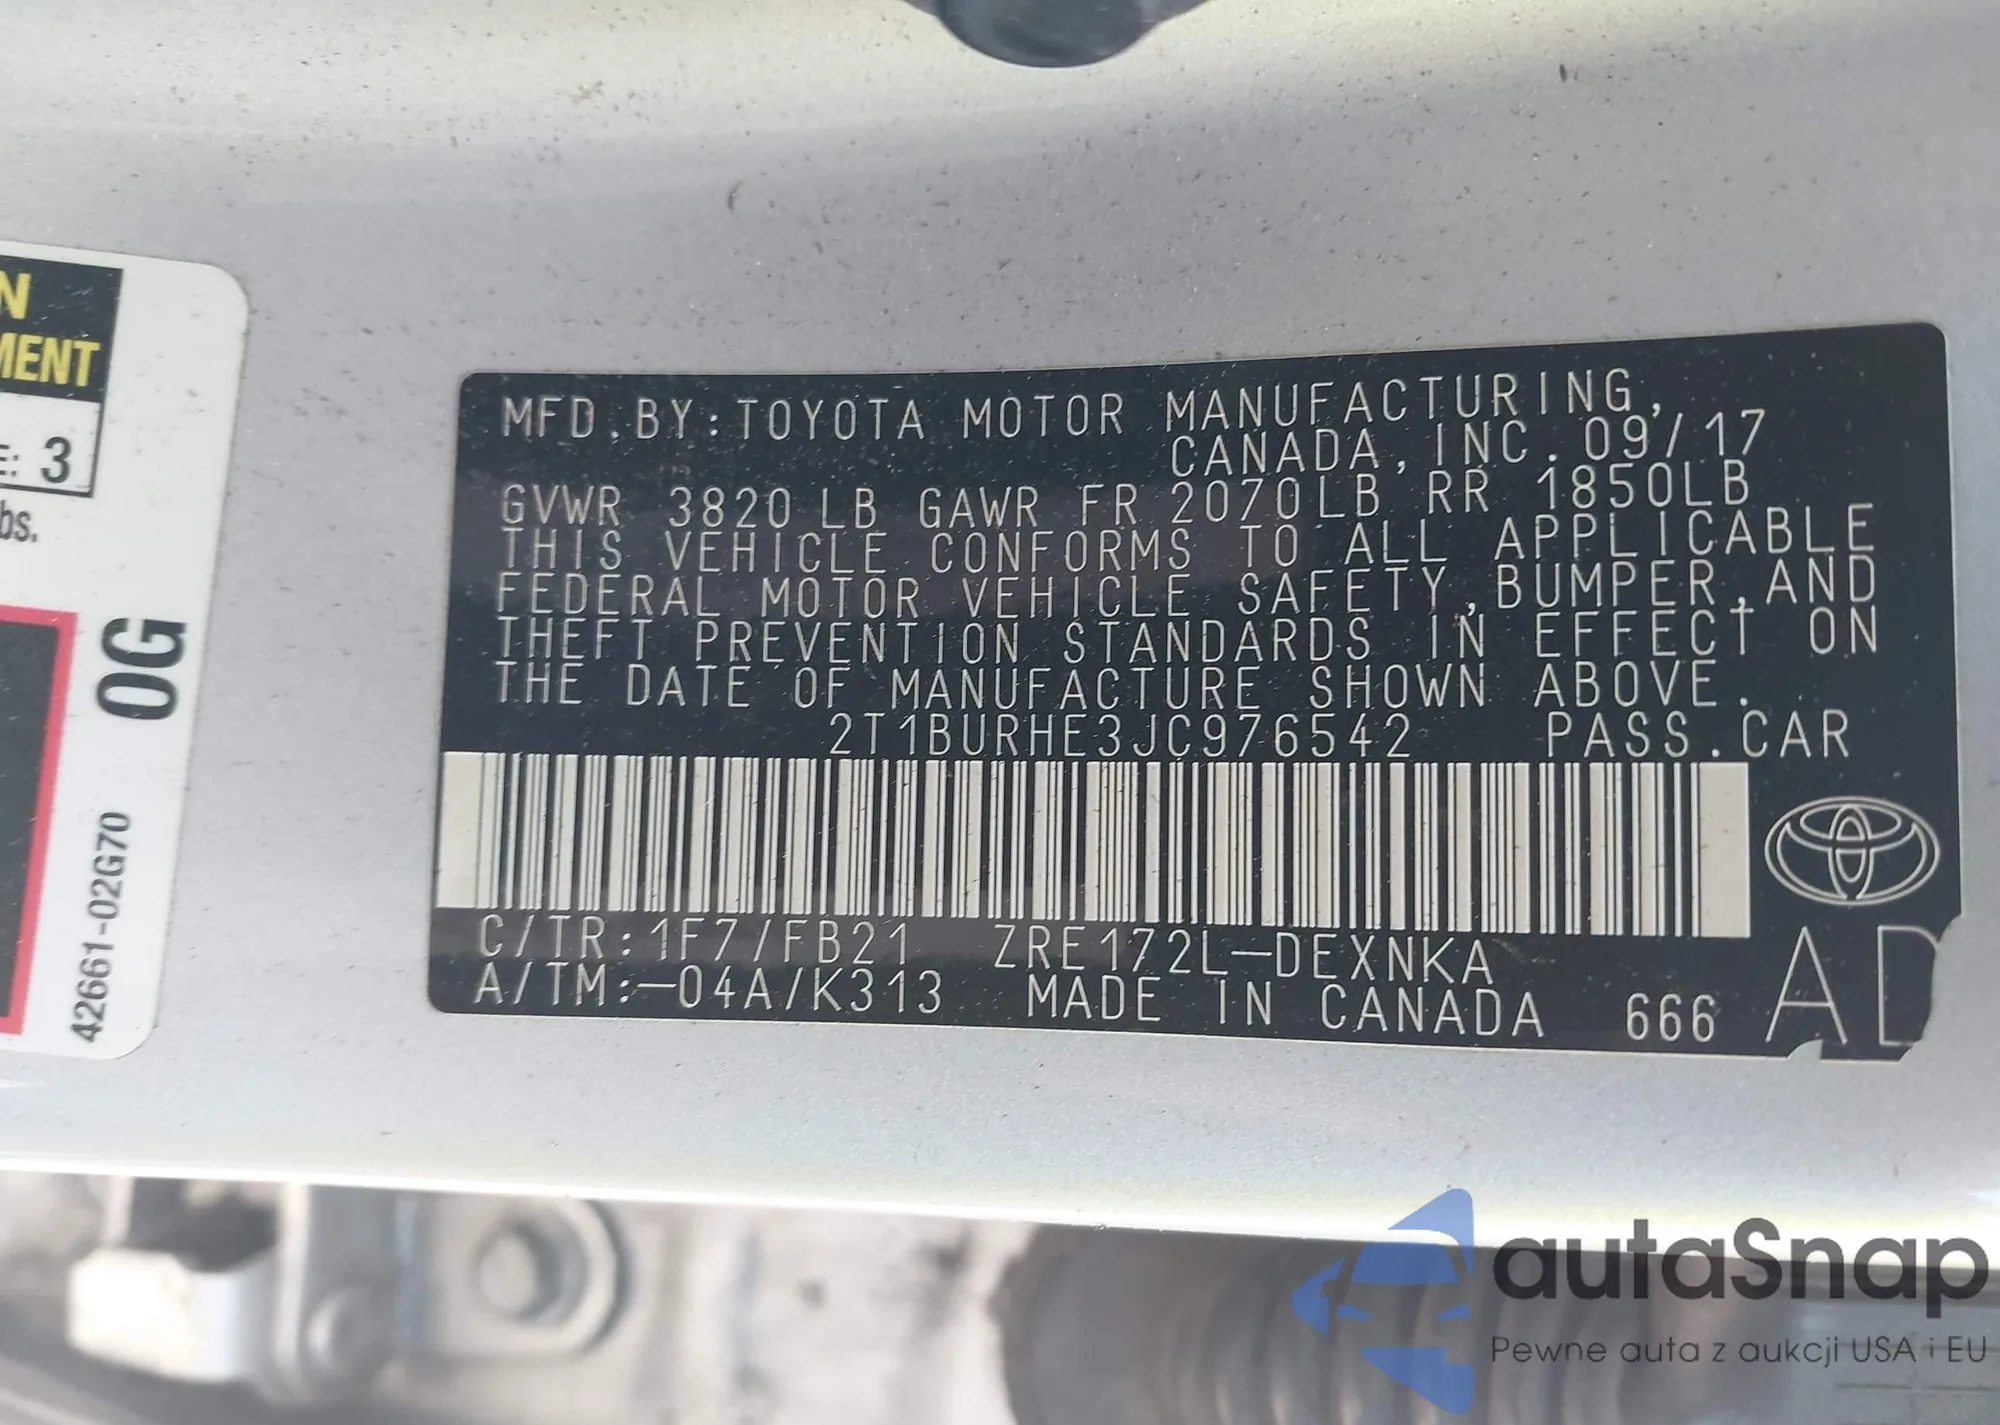 N
MENT
E: 3
bs.
0G
42661-02G70
MFD.BY:TOYOTA MOTOR MANUFACTURING,
CANADA,INC.09/17
GVWR 3820LB GAWR FR 2070LB RR 1850LB
THIS VEHICLE CONFORMS TO ALL APPLICABLE
FEDERAL MOTOR VEHICLE SAFETY,BUMPER,AND
THEFT PREVENTION STANDARDS IN EFFECT ON
THE DATE OF MANUFACTURE SHOWN ABOVE.
2T1BURHE3JC976542 PASS.CAR
C/TR:1F7/FB21 ZRE172L-DEXNKA
A/TM:-04A/K313 MADE IN CANADA 666
AD
autaSnap
Pewne auta z aukcji USA i EU